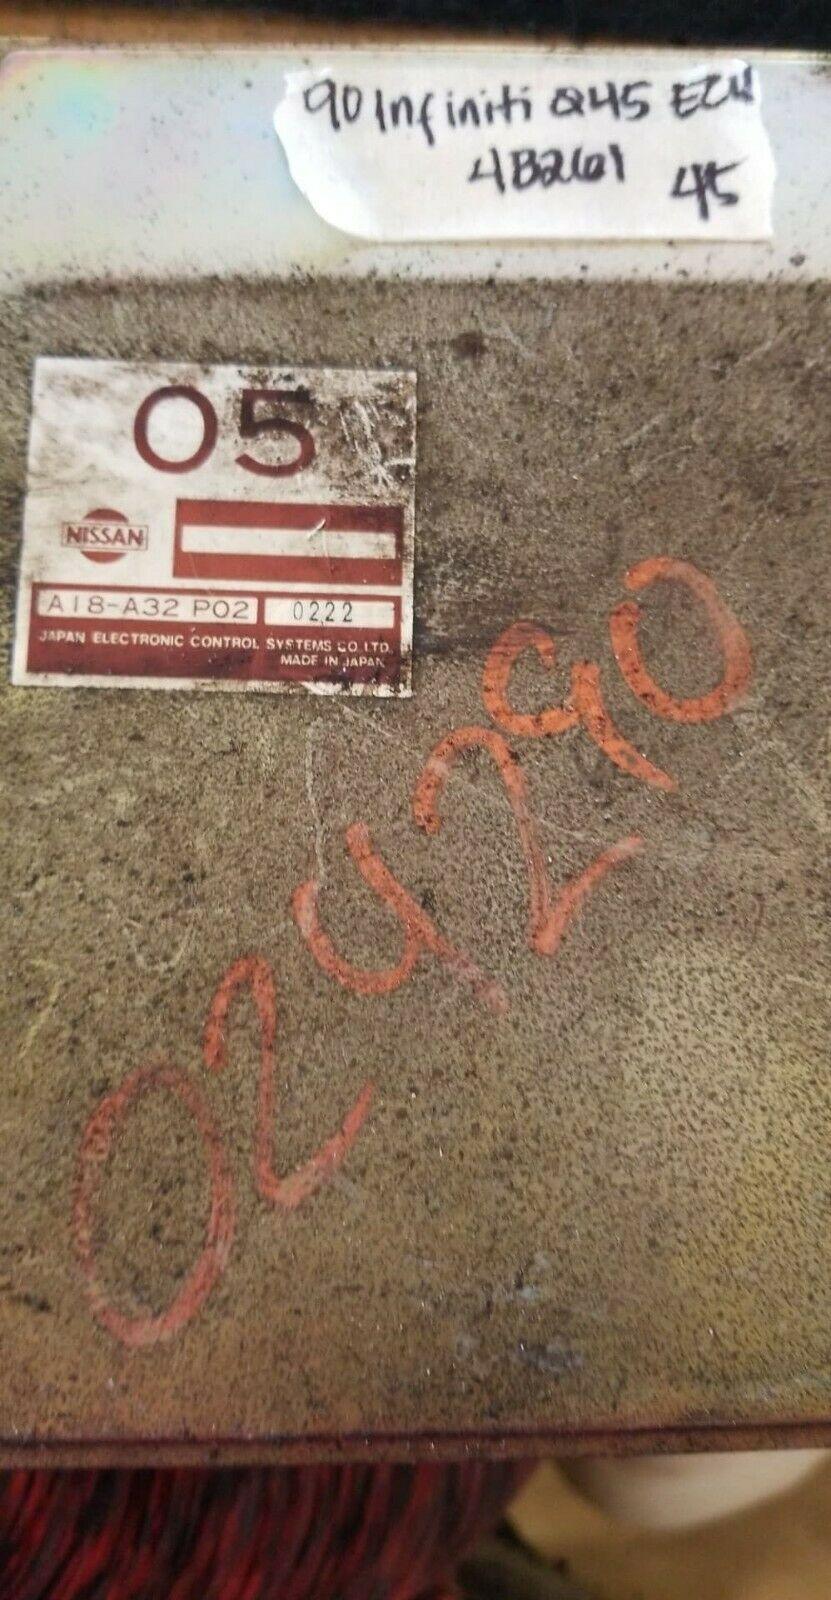 90 Infiniti Q45 ECU
4B261 45
05
NISSAN
A18-A32 P02 0222
JAPAN ELECTRONIC CONTROL SYSTEMS CO LTD.
MADE IN JAPAN
024290